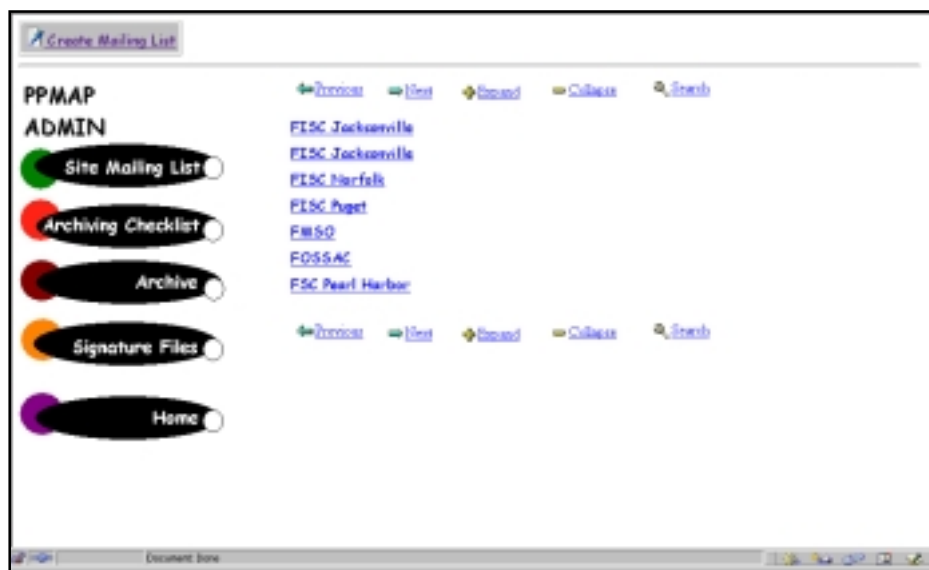 Create Mailing List
PPMAP
ADMIN
Site Mailing List
Archiving Checklist
Archive
Signature Files
Home
Previous Next Expand Collapse Search
FISC Jacksonville
FISC Jacksonville
FISC Norfolk
FISC Puget
FMSO
FOSSAC
FSC Pearl Harbor
Previous Next Expand Collapse Search
Document: Done